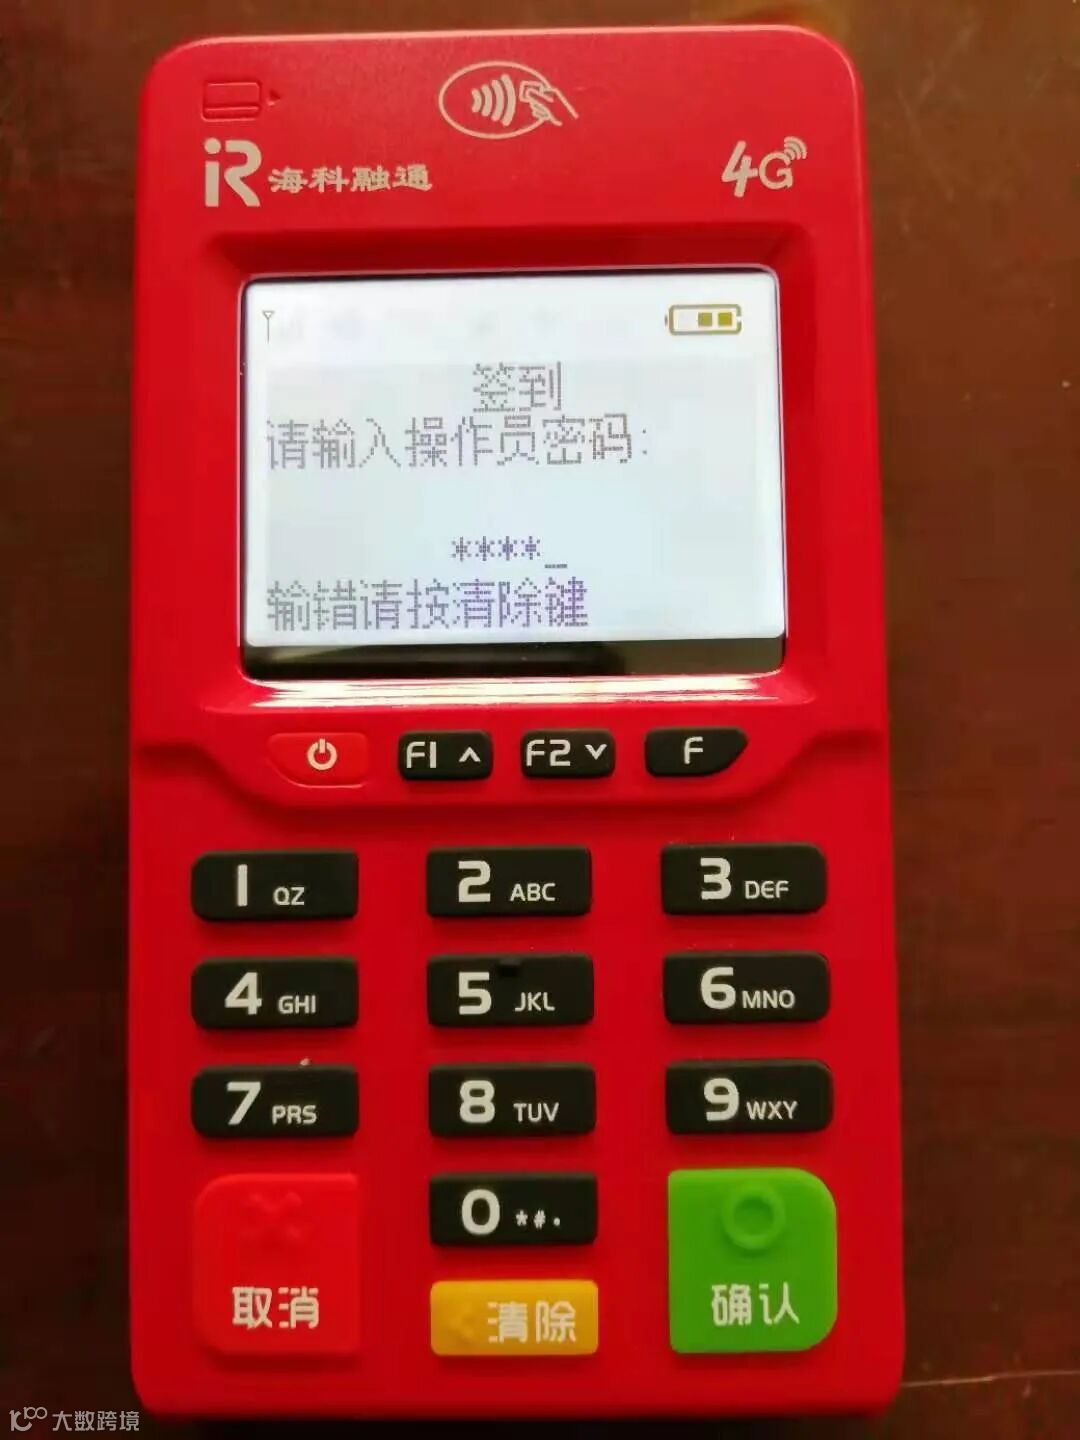 iR 海科融通
4G
签到
请输入操作员密码:
****_
输错请按清除键
F1 F2 F
1 QZ 2 ABC 3 DEF
4 GHI 5 JKL 6 MNO
7 PRS 8 TUV 9 WXY
0 *#.
取消 清除 确认
大数跨境